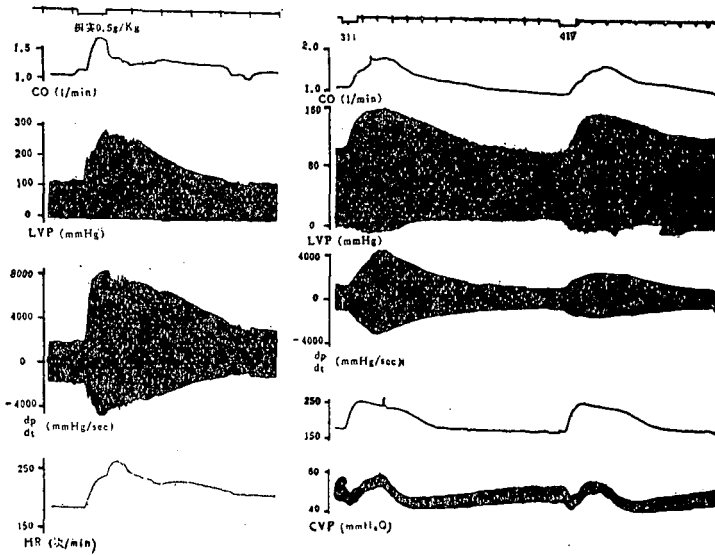 枳实0.5g/Kg
1.5
1.0
CO (l/min)
300
200
100
0
LVP (mmHg)
8000
4000
0
-4000
dp
dt (mmHg/sec)
250
150
HR (次/min)
311 417
2.0
1.0
CO (l/min)
160
80
0
LVP (mmHg)
4000
0
-4000
dp
dt (mmHg/sec)
250
150
60
40
CVP (mmH₂O)